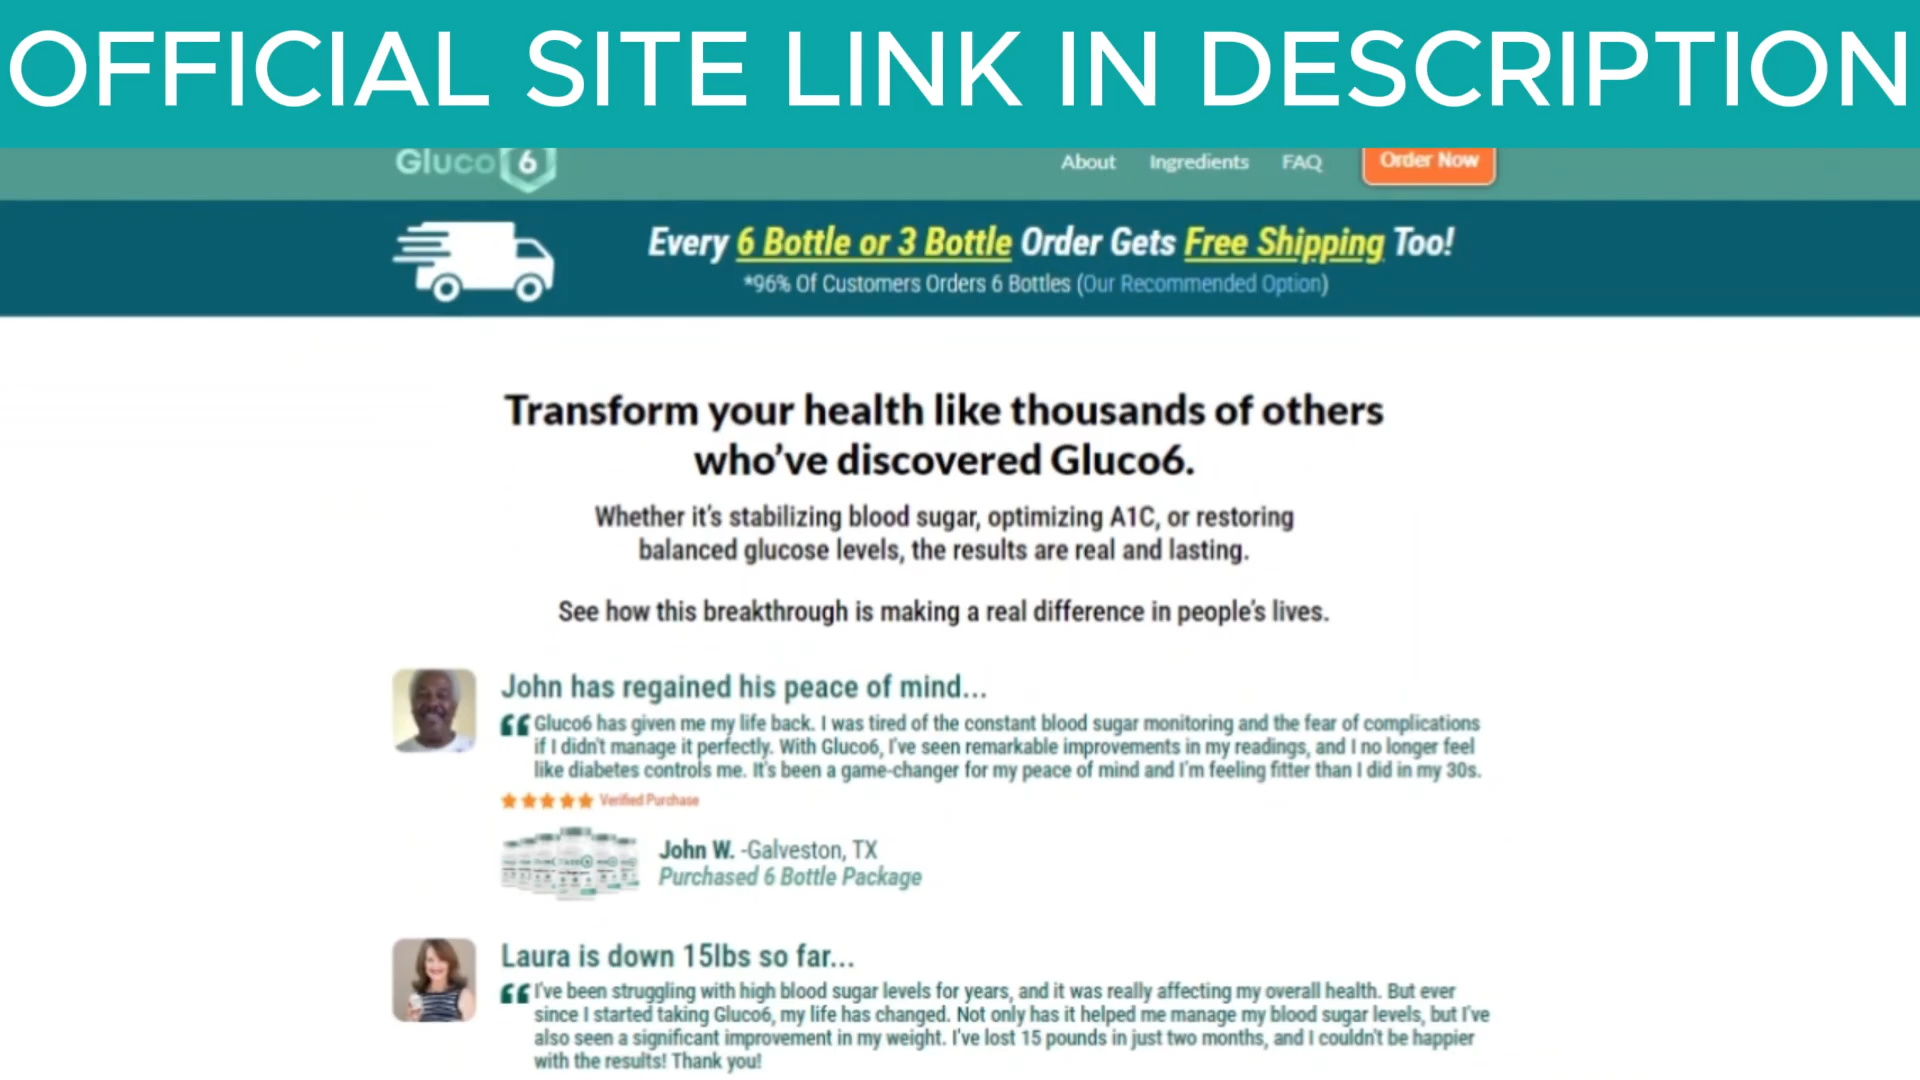 OFFICIAL SITE LINK IN DESCRIPTION
Gluco 6
About Ingredients FAQ Order Now
Every 6 Bottle or 3 Bottle Order Gets Free Shipping Too!
*96% Of Customers Orders 6 Bottles (Our Recommended Option)
Transform your health like thousands of others
who've discovered Gluco6.
Whether it's stabilizing blood sugar, optimizing A1C, or restoring
balanced glucose levels, the results are real and lasting.
See how this breakthrough is making a real difference in people's lives.
John has regained his peace of mind...
“Gluco6 has given me my life back. I was tired of the constant blood sugar monitoring and the fear of complications
if I didn't manage it perfectly. With Gluco6, I've seen remarkable improvements in my readings, and I no longer feel
like diabetes controls me. It's been a game-changer for my peace of mind and I'm feeling fitter than I did in my 30s.
Verified Purchase
John W. -Galveston, TX
Purchased 6 Bottle Package
Laura is down 15lbs so far...
“I've been struggling with high blood sugar levels for years, and it was really affecting my overall health. But ever
since I started taking Gluco6, my life has changed. Not only has it helped me manage my blood sugar levels, but I've
also seen a significant improvement in my weight. I've lost 15 pounds in just two months, and I couldn't be happier
with the results! Thank you!